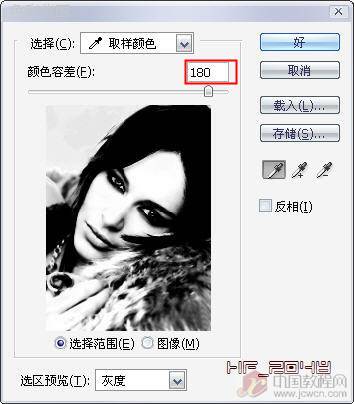 选择(C): 取样颜色
好
颜色容差(F): 180
取消
载入(L)...
存储(S)...
反相(I)
选择范围(E) 图像(M)
选区预览(T): 灰度
中国教程网
www.jcwcn.com